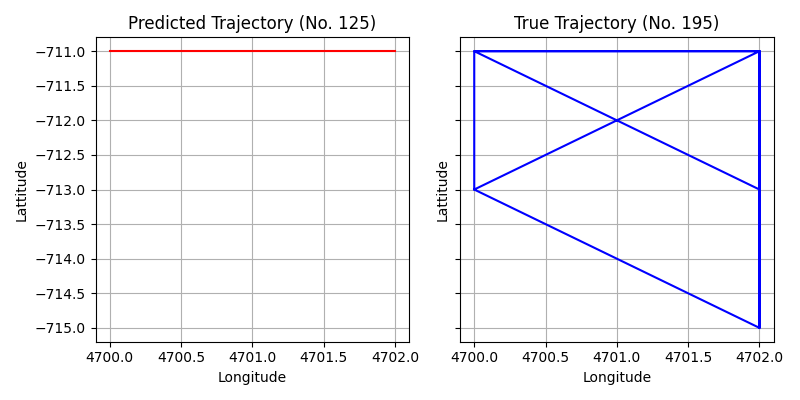 Predicted Trajectory (No. 125)
True Trajectory (No. 195)
−711.0
−711.5
−712.0
−712.5
−713.0
−713.5
−714.0
−714.5
−715.0
Lattitude
Lattitude
4700.0 4700.5 4701.0 4701.5 4702.0
4700.0 4700.5 4701.0 4701.5 4702.0
Longitude
Longitude